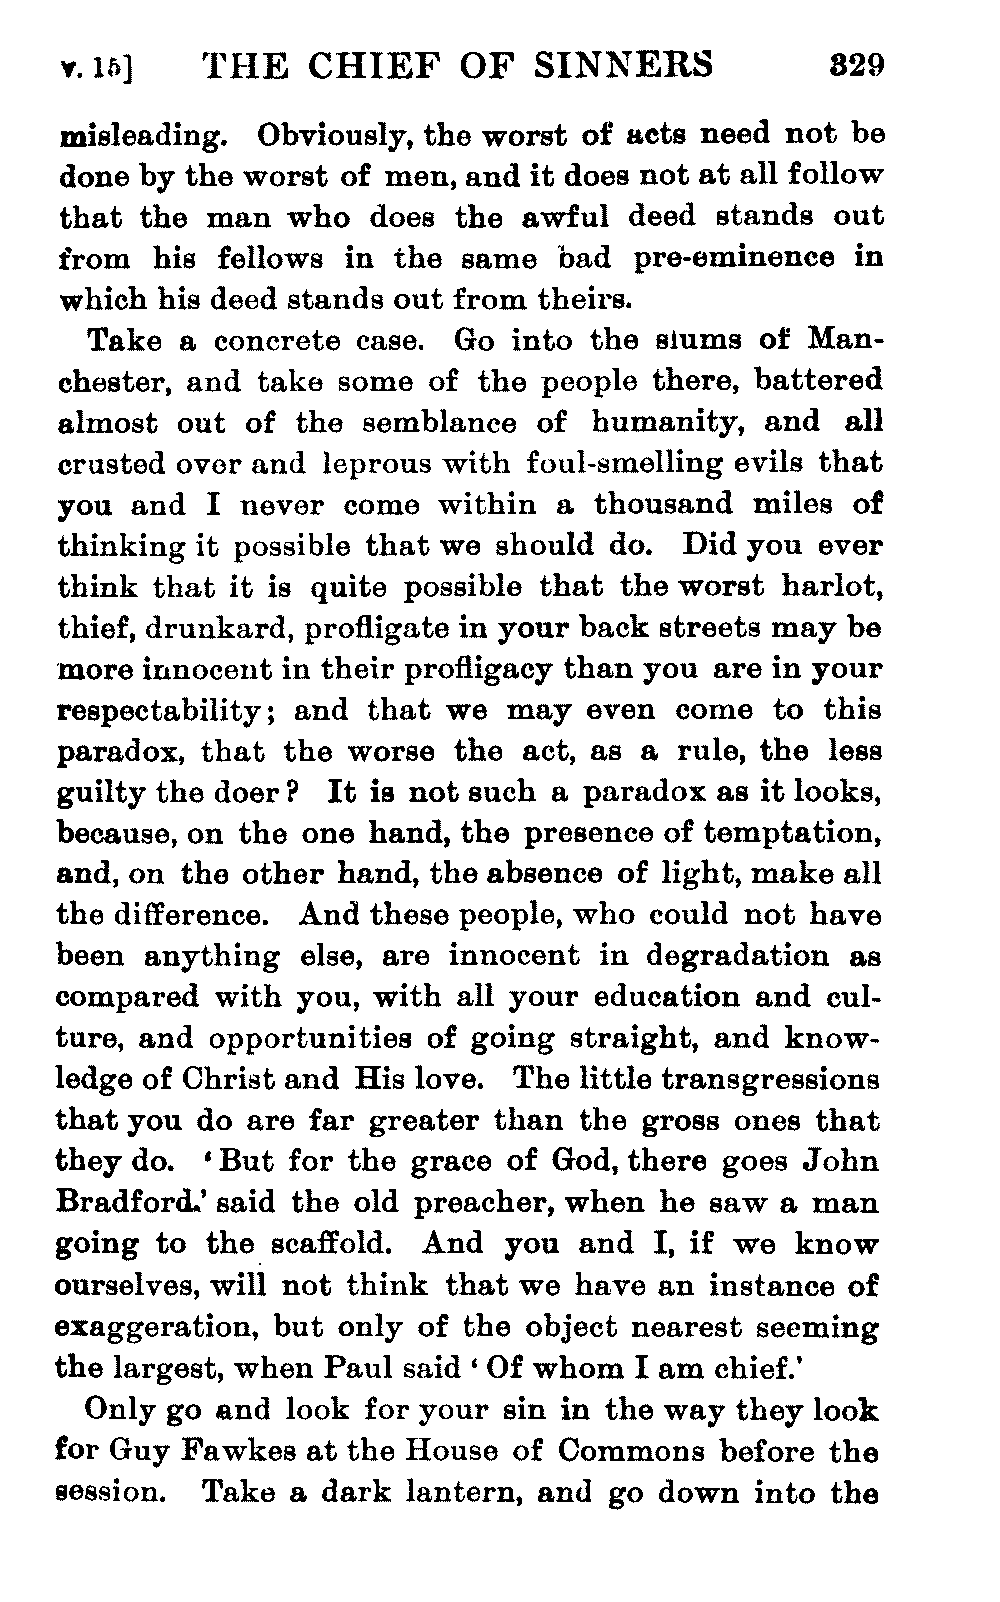 v. 15] THE CHIEF OF SINNERS 329
misleading. Obviously, the worst of acts need not be
done by the worst of men, and it does not at all follow
that the man who does the awful deed stands out
from his fellows in the same bad pre-eminence in
which his deed stands out from theirs.
Take a concrete case. Go into the slums of Man-
chester, and take some of the people there, battered
almost out of the semblance of humanity, and all
crusted over and leprous with foul-smelling evils that
you and I never come within a thousand miles of
thinking it possible that we should do. Did you ever
think that it is quite possible that the worst harlot,
thief, drunkard, profligate in your back streets may be
more innocent in their profligacy than you are in your
respectability; and that we may even come to this
paradox, that the worse the act, as a rule, the less
guilty the doer? It is not such a paradox as it looks,
because, on the one hand, the presence of temptation,
and, on the other hand, the absence of light, make all
the difference. And these people, who could not have
been anything else, are innocent in degradation as
compared with you, with all your education and cul-
ture, and opportunities of going straight, and know-
ledge of Christ and His love. The little transgressions
that you do are far greater than the gross ones that
they do. ‘But for the grace of God, there goes John
Bradford.’ said the old preacher, when he saw a man
going to the scaffold. And you and I, if we know
ourselves, will not think that we have an instance of
exaggeration, but only of the object nearest seeming
the largest, when Paul said ‘Of whom I am chief.’
Only go and look for your sin in the way they look
for Guy Fawkes at the House of Commons before the
session. Take a dark lantern, and go down into the